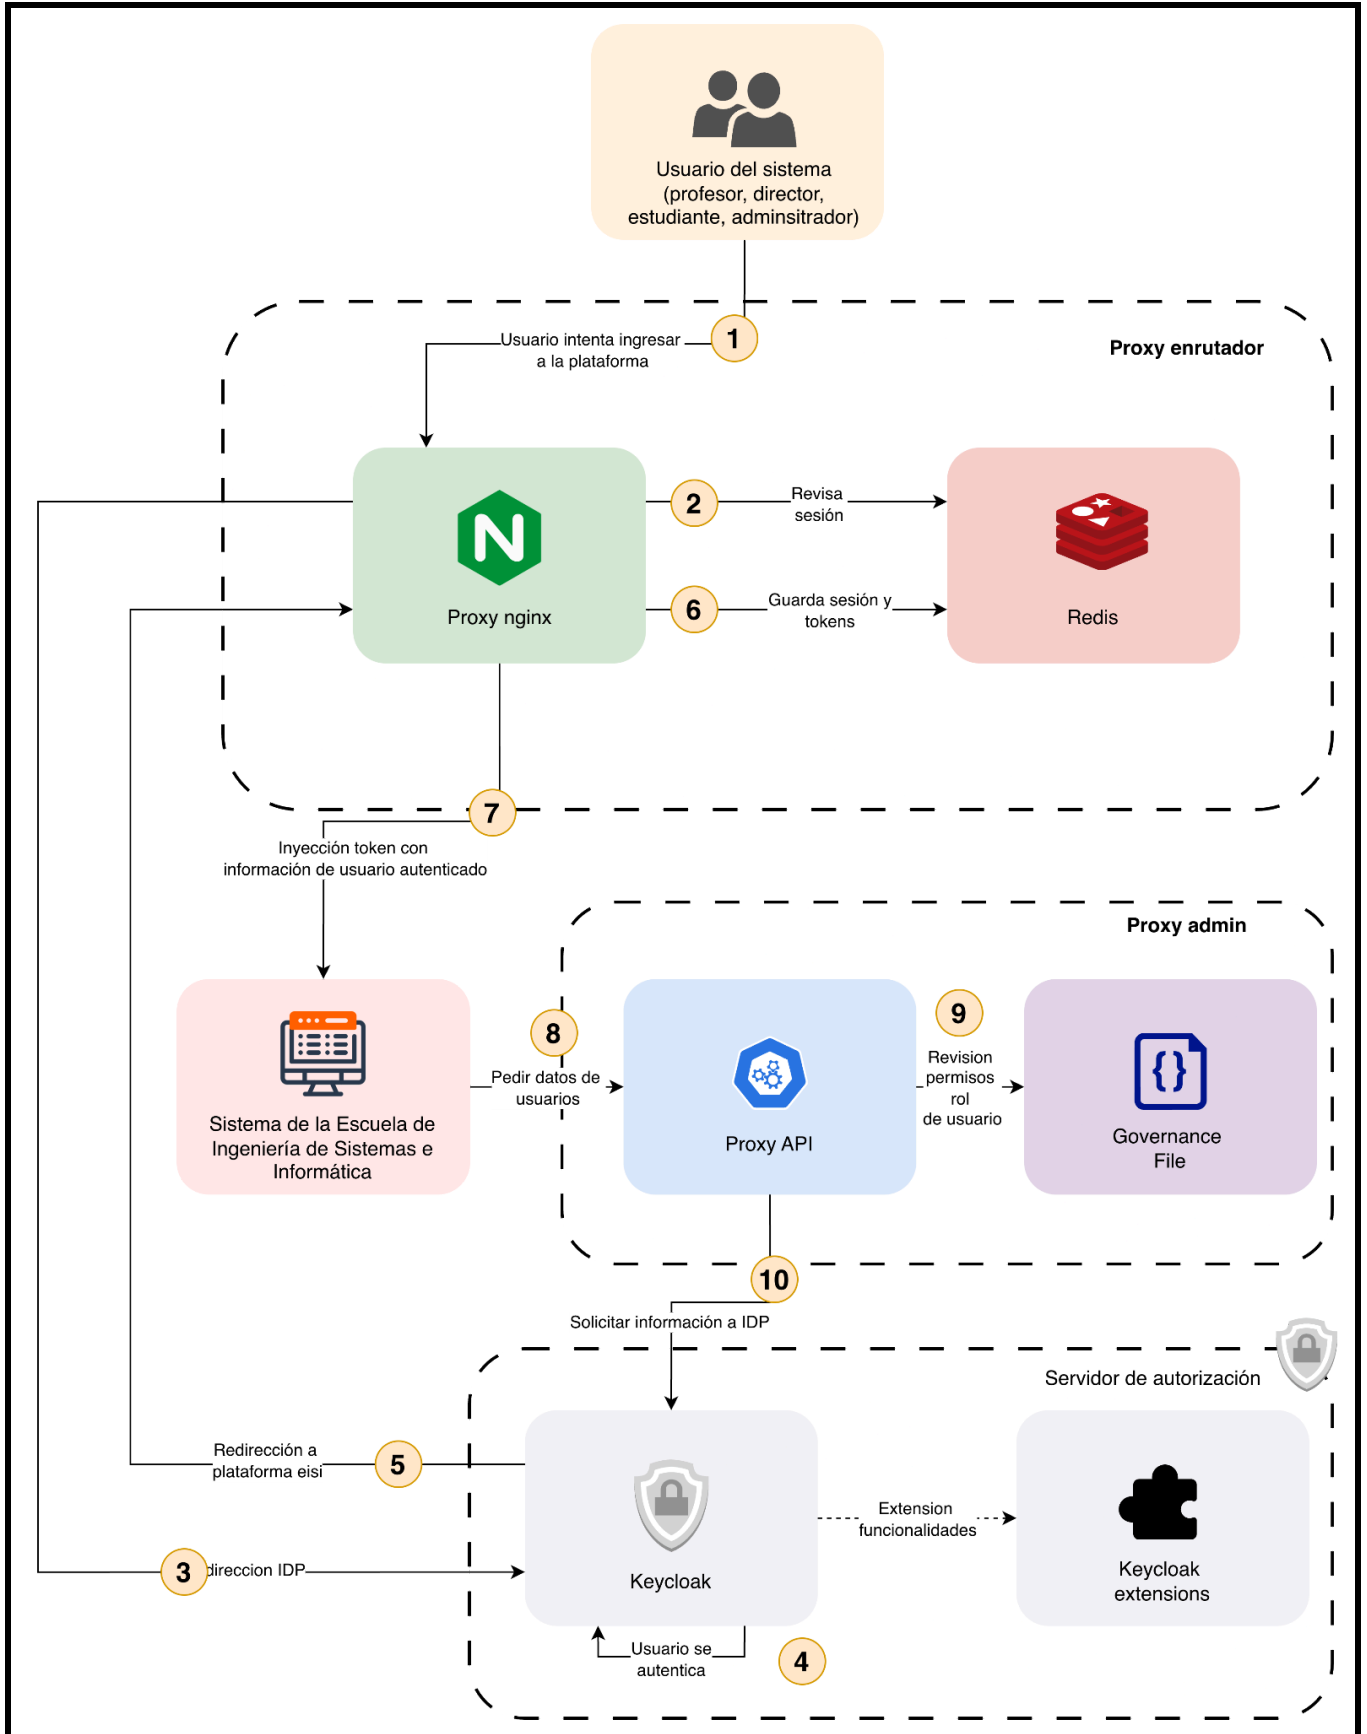 Usuario del sistema
(profesor, director,
estudiante, adminsitrador)
1
Usuario intenta ingresar
a la plataforma
Proxy enrutador
2
Revisa
sesión
N
Proxy nginx
6
Guarda sesión y
tokens
Redis
7
Inyección token con
información de usuario autenticado
Proxy admin
8
Pedir datos de
usuarios
9
Revision
permisos
rol
de usuario
{}
Sistema de la Escuela de
Ingeniería de Sistemas e
Informática
Proxy API
Governance
File
10
Solicitar información a IDP
Servidor de autorización
Redirección a
plataforma eisi
5
Extension
funcionalidades
3
direccion IDP
Keycloak
Keycloak
extensions
Usuario se
autentica
4